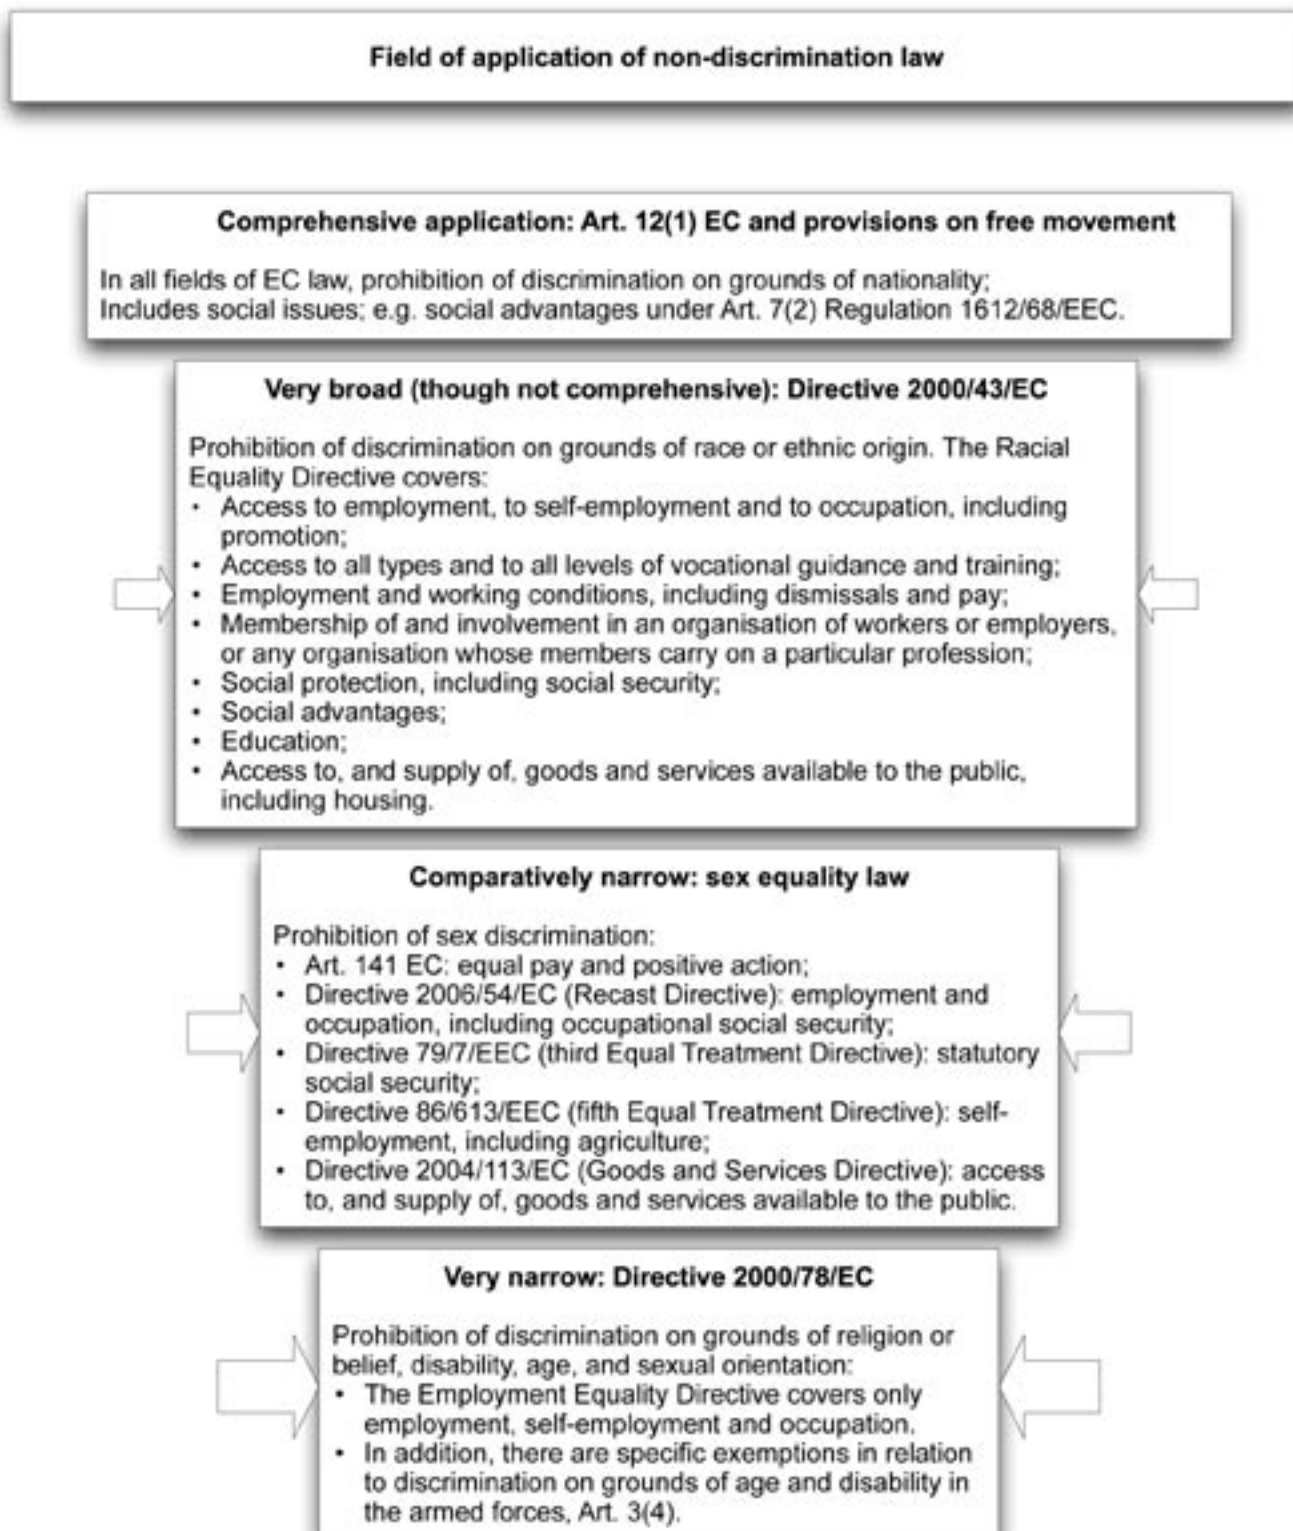 Field of application of non-discrimination law
Comprehensive application: Art. 12(1) EC and provisions on free movement
In all fields of EC law, prohibition of discrimination on grounds of nationality;
Includes social issues; e.g. social advantages under Art. 7(2) Regulation 1612/68/EEC.
Very broad (though not comprehensive): Directive 2000/43/EC
Prohibition of discrimination on grounds of race or ethnic origin. The Racial
Equality Directive covers:
• Access to employment, to self-employment and to occupation, including
promotion;
• Access to all types and to all levels of vocational guidance and training;
• Employment and working conditions, including dismissals and pay;
• Membership of and involvement in an organisation of workers or employers,
or any organisation whose members carry on a particular profession;
• Social protection, including social security;
• Social advantages;
• Education;
• Access to, and supply of, goods and services available to the public,
including housing.
Comparatively narrow: sex equality law
Prohibition of sex discrimination:
• Art. 141 EC: equal pay and positive action;
• Directive 2006/54/EC (Recast Directive): employment and
occupation, including occupational social security;
• Directive 79/7/EEC (third Equal Treatment Directive): statutory
social security;
• Directive 86/613/EEC (fifth Equal Treatment Directive): self-
employment, including agriculture;
• Directive 2004/113/EC (Goods and Services Directive): access
to, and supply of, goods and services available to the public.
Very narrow: Directive 2000/78/EC
Prohibition of discrimination on grounds of religion or
belief, disability, age, and sexual orientation:
• The Employment Equality Directive covers only
employment, self-employment and occupation.
• In addition, there are specific exemptions in relation
to discrimination on grounds of age and disability in
the armed forces, Art. 3(4).